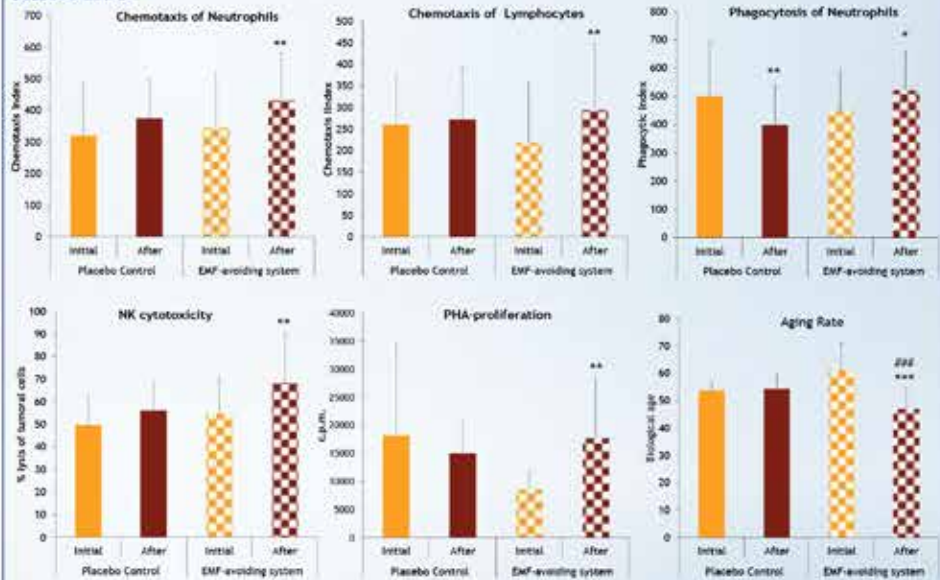 Chemotaxis of Neutrophils
Chemotaxis Index
700
600
500
400
300
200
100
0
**
Initial After Initial After
Placebo Control EMF-avoiding system
Chemotaxis of Lymphocytes
Chemotaxis Iindex
500
450
400
350
300
250
200
150
100
50
0
**
Initial After Initial After
Placebo Control EMF-avoiding system
Phagocytosis of Neutrophils
Phagocytic Index
800
700
600
500
400
300
200
100
0
**
*
Initial After Initial After
Placebo Control EMF-avoiding system
NK cytotoxicity
% lysis of tumoral cells
100
90
80
70
60
50
40
30
20
10
0
**
Initial After Initial After
Placebo Control EMF-avoiding system
PHA-proliferation
c.p.m.
40000
35000
30000
25000
20000
15000
10000
5000
0
**
Initial After Initial After
Placebo Control EMF-avoiding system
Aging Rate
Biological age
80
70
60
50
40
30
20
10
0
###
***
Initial After Initial After
Placebo Control EMF-avoiding system